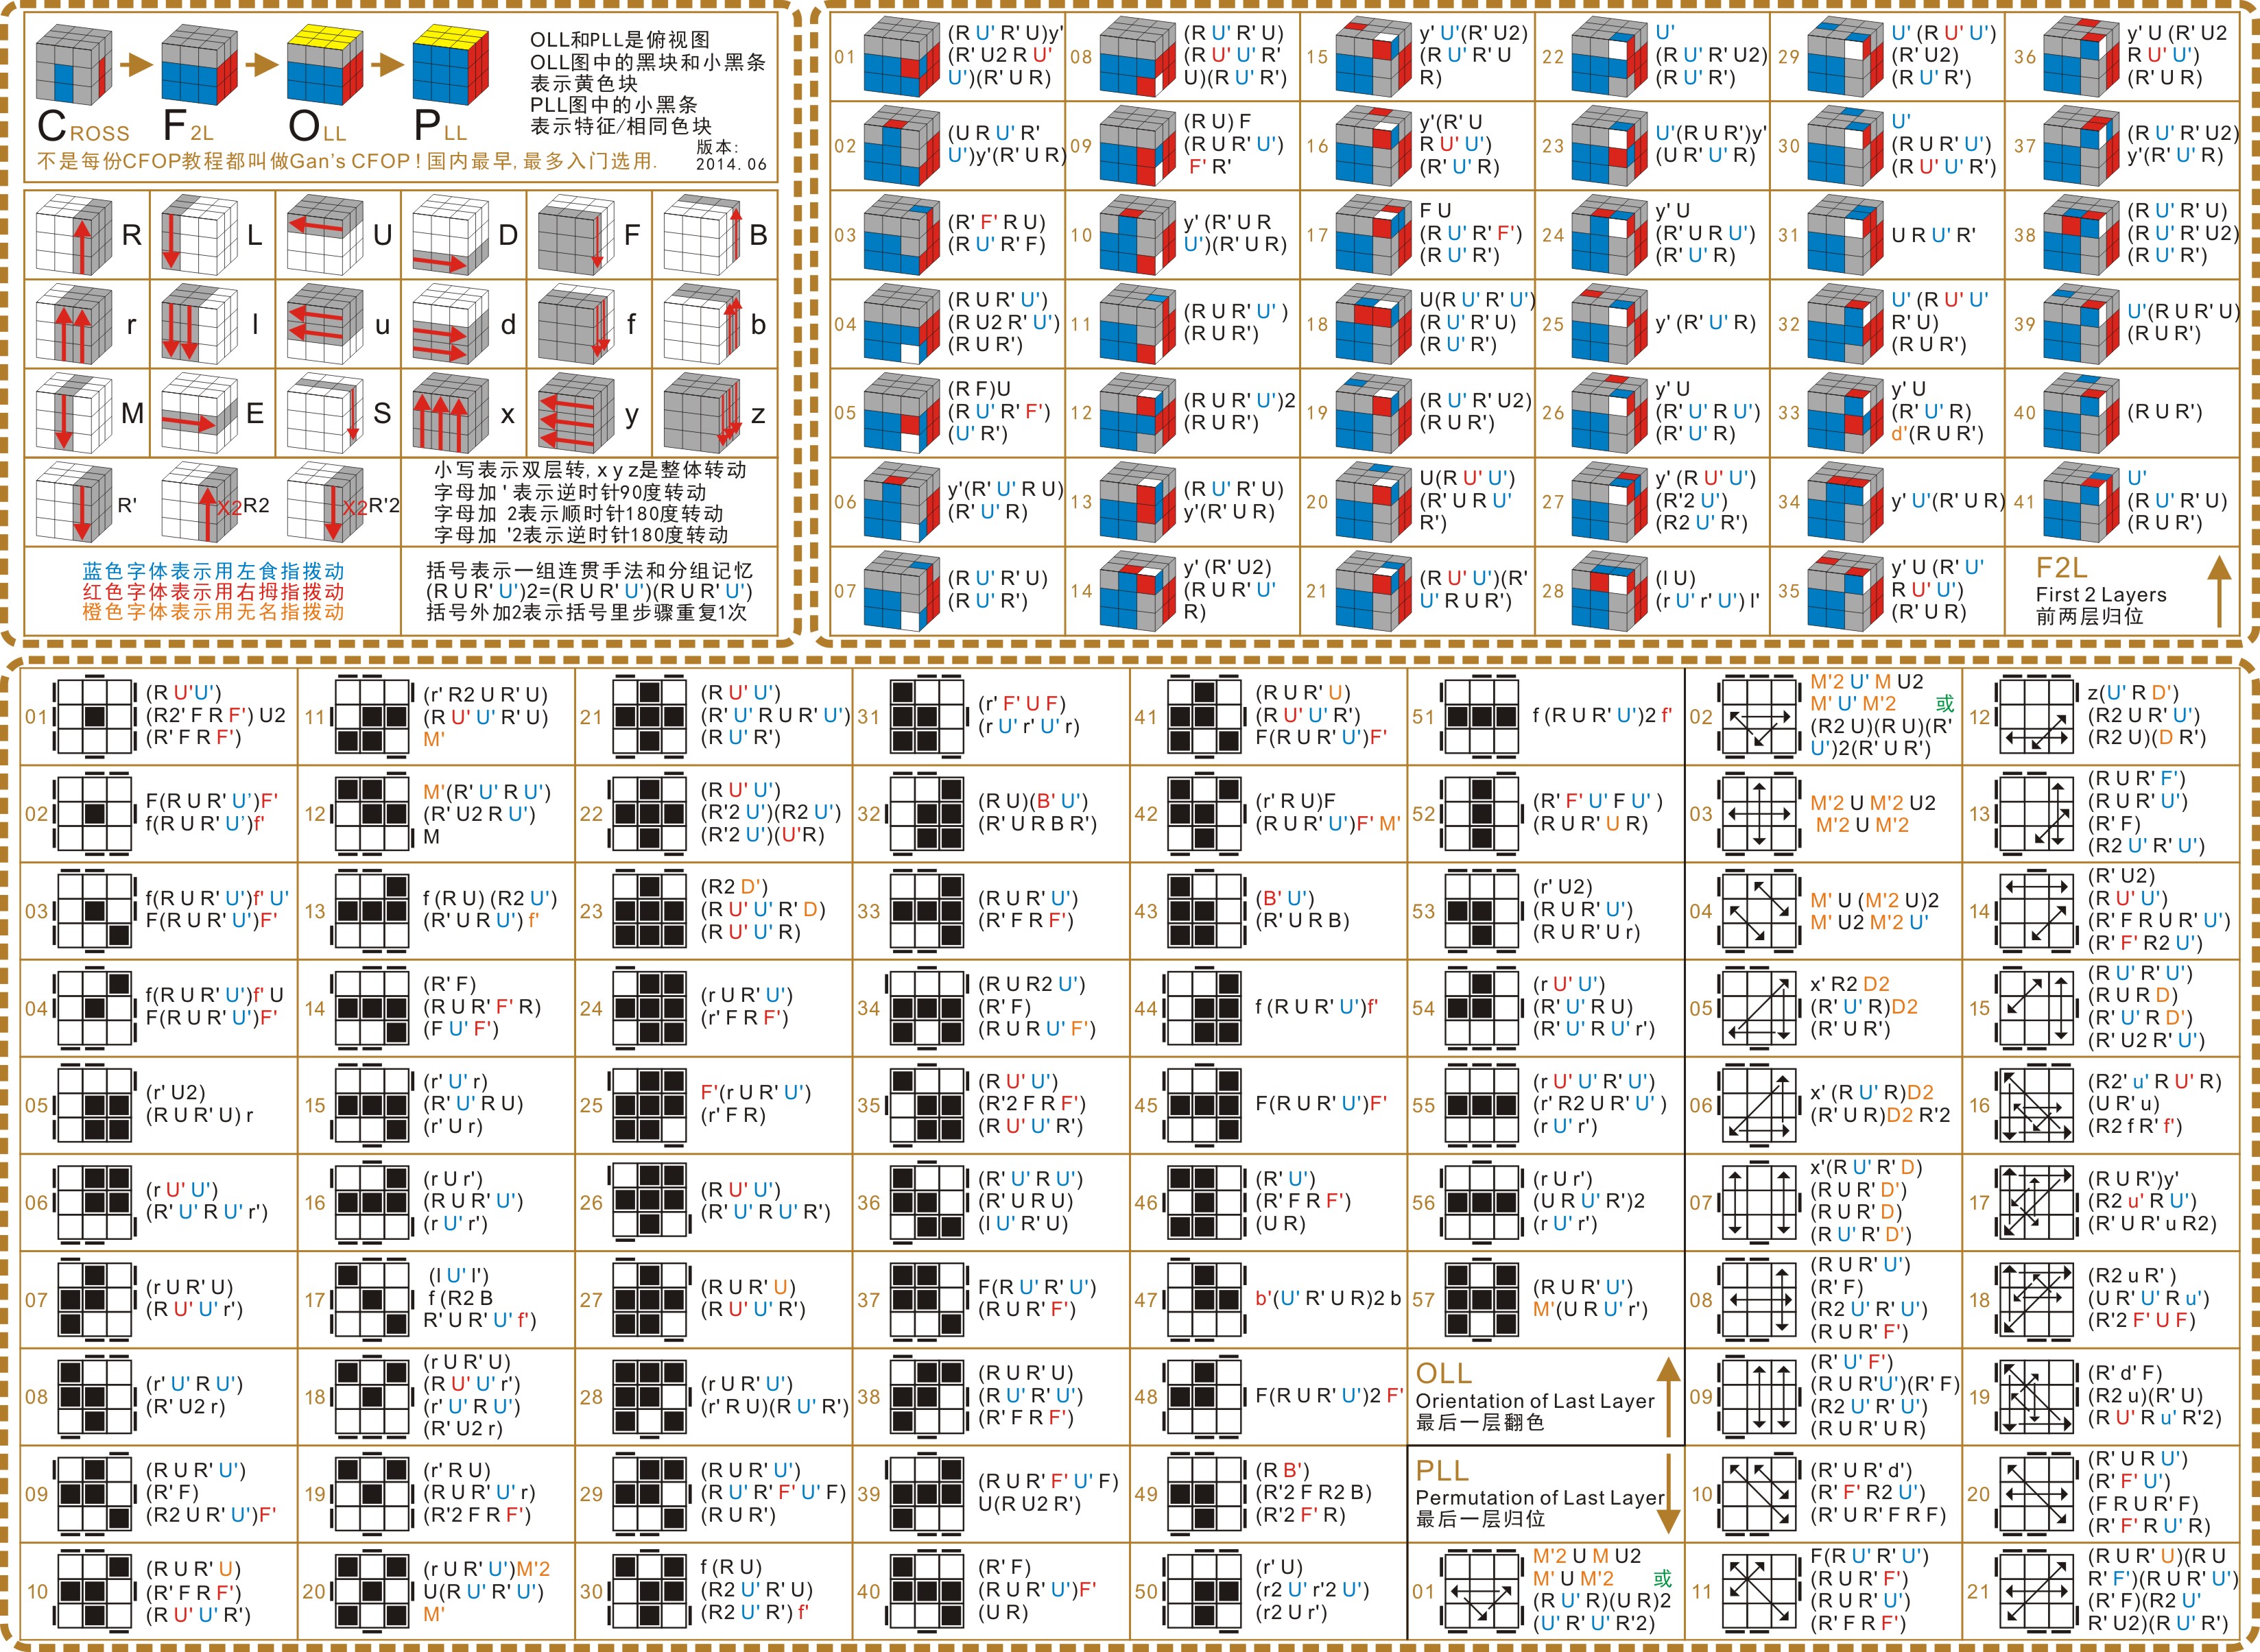 OLL和PLL是俯视图
OLL图中的黑块和小黑条
表示黄色块
PLL图中的小黑条
表示特征/相同色块
CROSS F2L OLL PLL
版本:
2014.06
不是每份CFOP教程都叫做Gan's CFOP！国内最早,最多入门选用.
R L U D F B
r l u d f b
M E S x y z
R' X2 R2 X2 R'2
小写表示双层转,x y z是整体转动
字母加 ' 表示逆时针90度转动
字母加 2表示顺时针180度转动
字母加 '2表示逆时针180度转动
蓝色字体表示用左食指拨动
红色字体表示用右拇指拨动
橙色字体表示用无名指拨动
括号表示一组连贯手法和分组记忆
(R U R' U')2=(R U R' U')(R U R' U')
括号外加2表示括号里步骤重复1次
01
(R U' R' U)y'
(R' U2 R U'
U')(R' U R)
02
(U R U' R'
U')y'(R' U R)
03
(R' F' R U)
(R U' R' F)
04
(R U R' U')
(R U2 R' U')
(R U R')
05
(R F)U
(R U' R' F')
(U' R')
06
y'(R' U' R U)
(R' U' R)
07
(R U' R' U)
(R U' R')
08
(R U' R' U)
(R U' U' R'
U)(R U' R')
09
(R U) F
(R U R' U')
F' R'
10
y' (R' U R
U')(R' U R)
11
(R U R' U' )
(R U R')
12
(R U R' U')2
(R U R')
13
(R U' R' U)
y'(R' U R)
14
y' (R' U2)
(R U R' U'
R)
15
y' U'(R' U2)
(R U' R' U
R)
16
y'(R' U
R U' U')
(R' U' R)
17
F U
(R U' R' F')
(R U' R')
18
U(R U' R' U')
(R U' R' U)
(R U' R')
19
(R U' R' U2)
(R U R')
20
U(R U' U')
(R' U R U'
R')
21
(R U' U')(R'
U' R U R')
22
U'
(R U' R' U2)
(R U' R')
23
U'(R U R')y'
(U R' U' R)
24
y' U
(R' U R U')
(R' U' R)
25
y' (R' U' R)
26
y' U
(R' U' R U')
(R' U' R)
27
y' (R U' U')
(R'2 U')
(R2 U' R')
28
(l U)
(r U' r' U') l'
29
U' (R U' U')
(R' U2)
(R U' R')
30
U'
(R U R' U')
(R U' U' R')
31
U R U' R'
32
U' (R U' U'
R' U)
(R U R')
33
y' U
(R' U' R)
d'(R U R')
34
y' U'(R' U R)
35
y' U (R' U'
R U' U')
(R' U R)
36
y' U (R' U2
R U' U')
(R' U R)
37
(R U' R' U2)
y'(R' U' R)
38
(R U' R' U)
(R U' R' U2)
(R U' R')
39
U'(R U R' U)
(R U R')
40
(R U R')
41
U'
(R U' R' U)
(R U R')
F2L
First 2 Layers
前两层归位
01
(R U'U')
(R2' F R F') U2
(R' F R F')
02
F(R U R' U')F'
f(R U R' U')f'
03
f(R U R' U')f' U'
F(R U R' U')F'
04
f(R U R' U')f' U
F(R U R' U')F'
05
(r' U2)
(R U R' U) r
06
(r U' U')
(R' U' R U' r')
07
(r U R' U)
(R U' U' r')
08
(r' U' R U')
(R' U2 r)
09
(R U R' U')
(R' F)
(R2 U R' U')F'
10
(R U R' U)
(R' F R F')
(R U' U' R')
11
(r' R2 U R' U)
(R U' U' R' U)
M'
12
M'(R' U' R U')
(R' U2 R U')
M
13
f (R U) (R2 U')
(R' U R U') f'
14
(R' F)
(R U R' F' R)
(F U' F')
15
(r' U' r)
(R' U' R U)
(r' U r)
16
(r U r')
(R U R' U')
(r U' r')
17
(l U' l')
f (R2 B
R' U R' U' f')
18
(r U R' U)
(R U' U' r')
(r' U' R U')
(R' U2 r)
19
(r' R U)
(R U R' U' r)
(R'2 F R F')
20
(r U R' U')M'2
U(R U' R' U')
M'
21
(R U' U')
(R' U' R U R' U')
(R U' R')
22
(R U' U')
(R'2 U')(R2 U')
(R'2 U')(U'R)
23
(R2 D')
(R U' U' R' D)
(R U' U' R)
24
(r U R' U')
(r' F R F')
25
F'(r U R' U')
(r' F R)
26
(R U' U')
(R' U' R U' R')
27
(R U R' U)
(R U' U' R')
28
(r U R' U')
(r' R U)(R U' R')
29
(R U R' U')
(R U' R' F' U' F)
(R U R')
30
f (R U)
(R2 U' R' U)
(R2 U' R') f'
31
(r' F' U F)
(r U' r' U' r)
32
(R U)(B' U')
(R' U R B R')
33
(R U R' U')
(R' F R F')
34
(R U R2 U')
(R' F)
(R U R U' F')
35
(R U' U')
(R'2 F R F')
(R U' U' R')
36
(R' U' R U')
(R' U R U)
(l U' R' U)
37
F(R U' R' U')
(R U R' F')
38
(R U R' U)
(R U' R' U')
(R' F R F')
39
(R U R' F' U' F)
U(R U2 R')
40
(R' F)
(R U R' U')F'
(U R)
41
(R U R' U)
(R U' U' R')
F(R U R' U')F'
42
(r' R U)F
(R U R' U')F' M'
43
(B' U')
(R' U R B)
44
f (R U R' U')f'
45
F(R U R' U')F'
46
(R' U')
(R' F R F')
(U R)
47
b'(U' R' U R)2 b
48
F(R U R' U')2 F'
49
(R B')
(R'2 F R2 B)
(R'2 F' R)
50
(r' U)
(r2 U' r'2 U')
(r2 U r')
51
f (R U R' U')2 f'
52
(R' F' U' F U' )
(R U R' U R)
53
(r' U2)
(R U R' U')
(R U R' U r)
54
(r U' U')
(R' U' R U)
(R' U' R U' r')
55
(r U' U' R' U')
(r' R2 U R' U' )
(r U' r')
56
(r U r')
(U R U' R')2
(r U' r')
57
(R U R' U')
M'(U R U' r')
OLL
Orientation of Last Layer
最后一层翻色
PLL
Permutation of Last Layer
最后一层归位
01
M'2 U M U2
M' U M'2 或
(R U' R)(U R)2
(U' R' U' R'2)
02
M'2 U' M U2
M' U' M'2 或
(R2 U)(R U)(R'
U')2(R' U R')
03
M'2 U M'2 U2
M'2 U M'2
04
M' U (M'2 U)2
M' U2 M'2 U'
05
x' R2 D2
(R' U' R)D2
(R' U R')
06
x' (R U' R)D2
(R' U R)D2 R'2
07
x'(R U' R' D)
(R U R' D')
(R U R' D)
(R U' R' D')
08
(R U R' U')
(R' F)
(R2 U' R' U')
(R U R' F')
09
(R' U' F')
(R U R'U')(R' F)
(R2 U' R' U')
(R U R' U R)
10
(R' U R' d')
(R' F' R2 U')
(R' U R' F R F)
11
F(R U' R' U')
(R U R' F')
(R U R' U')
(R' F R F')
12
z(U' R D')
(R2 U R' U')
(R2 U)(D R')
13
(R U R' F')
(R U R' U')
(R' F)
(R2 U' R' U')
14
(R' U2)
(R U' U')
(R' F R U R' U')
(R' F' R2 U')
15
(R U' R' U')
(R U R D)
(R' U' R D')
(R' U2 R' U')
16
(R2' u' R U' R)
(U R' u)
(R2 f R' f')
17
(R U R')y'
(R2 u' R U')
(R' U R' u R2)
18
(R2 u R' )
(U R' U' R u')
(R'2 F' U F)
19
(R' d' F)
(R2 u)(R' U)
(R U' R u' R'2)
20
(R' U R U')
(R' F' U')
(F R U R' F)
(R' F' R U' R)
21
(R U R' U)(R U
R' F')(R U R' U')
(R' F)(R2 U'
R' U2)(R U' R')